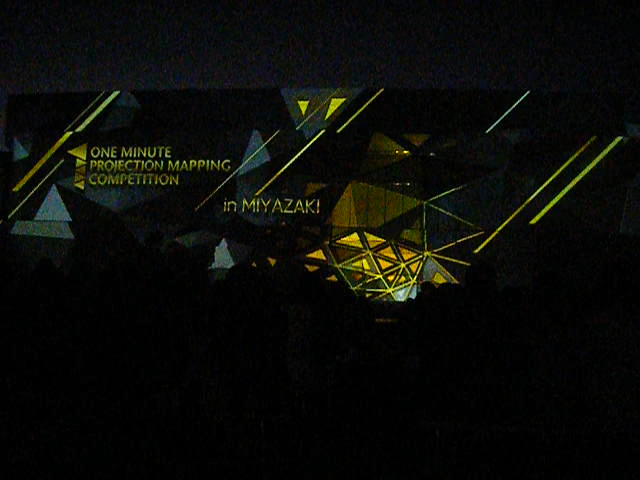 ONE MINUTE
PROJECTION MAPPING
COMPETITION
in MIYAZAKI